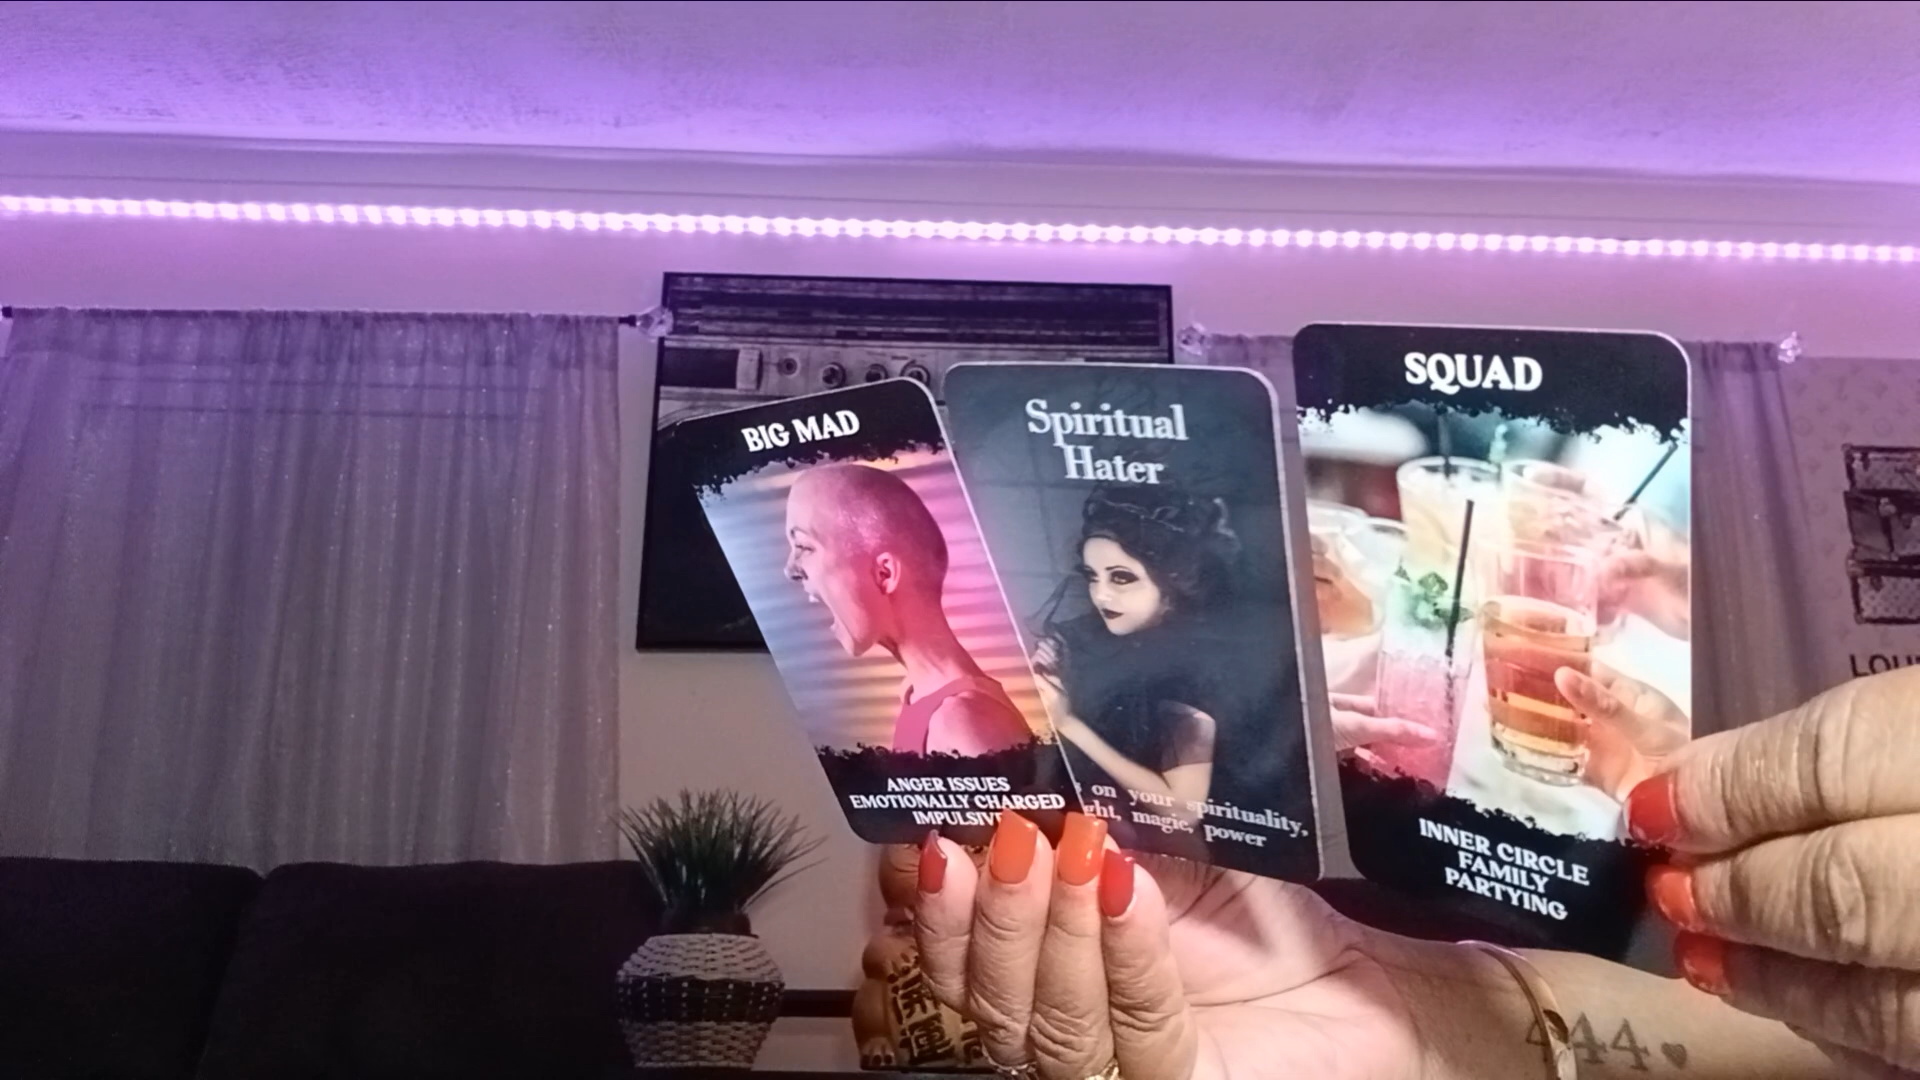 BIG MAD
ANGER ISSUES
EMOTIONALLY CHARGED
IMPULSIVE
Spiritual
Hater
on your spirituality,
magic, power
SQUAD
INNER CIRCLE
FAMILY
PARTYING
444